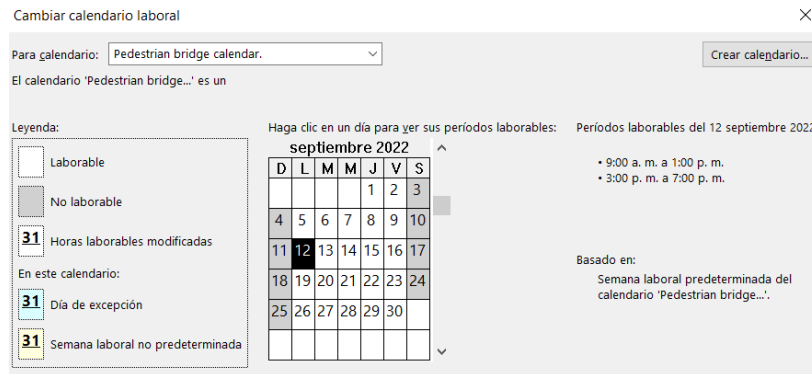 Cambiar calendario laboral
Para calendario: Pedestrian bridge calendar.
Crear calendario...
El calendario 'Pedestrian bridge...' es un
Leyenda:
Laborable
No laborable
31 Horas laborables modificadas
En este calendario:
31 Día de excepción
31 Semana laboral no predeterminada
Haga clic en un día para ver sus períodos laborables:
septiembre 2022
D L M M J V S
1 2 3
4 5 6 7 8 9 10
11 12 13 14 15 16 17
18 19 20 21 22 23 24
25 26 27 28 29 30
Períodos laborables del 12 septiembre 2022
• 9:00 a. m. a 1:00 p. m.
• 3:00 p. m. a 7:00 p. m.
Basado en:
Semana laboral predeterminada del
calendario 'Pedestrian bridge...'.